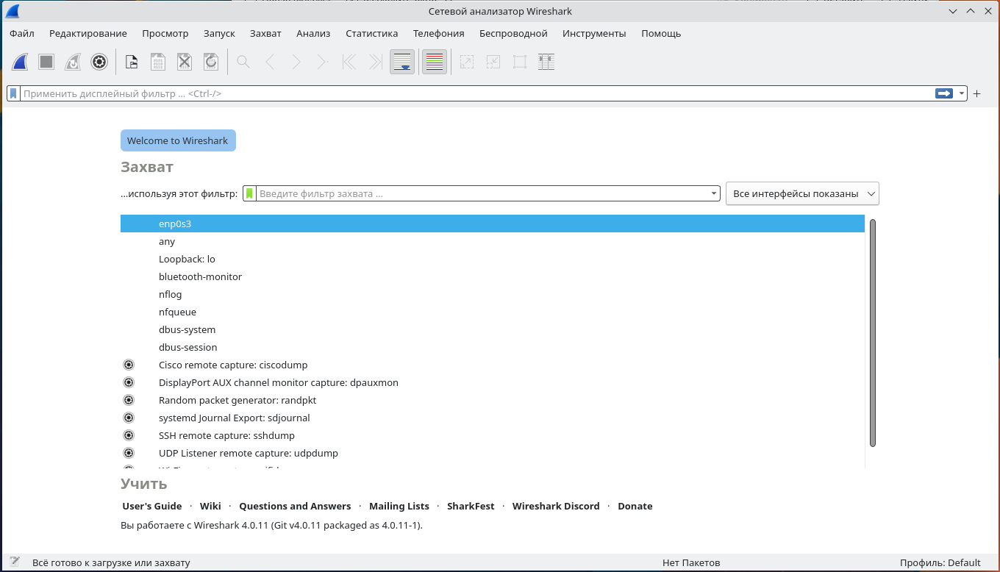 Сетевой анализатор Wireshark
Файл Редактирование Просмотр Запуск Захват Анализ Статистика Телефония Беспроводной Инструменты Помощь
Применить дисплейный фильтр ... <Ctrl-/>
Welcome to Wireshark
Захват
...используя этот фильтр: Введите фильтр захвата ... Все интерфейсы показаны
enp0s3
any
Loopback: lo
bluetooth-monitor
nflog
nfqueue
dbus-system
dbus-session
Cisco remote capture: ciscodump
DisplayPort AUX channel monitor capture: dpauxmon
Random packet generator: randpkt
systemd Journal Export: sdjournal
SSH remote capture: sshdump
UDP Listener remote capture: udpdump
Учить
User's Guide · Wiki · Questions and Answers · Mailing Lists · SharkFest · Wireshark Discord · Donate
Вы работаете с Wireshark 4.0.11 (Git v4.0.11 packaged as 4.0.11-1).
Всё готово к загрузке или захвату Нет Пакетов Профиль: Default